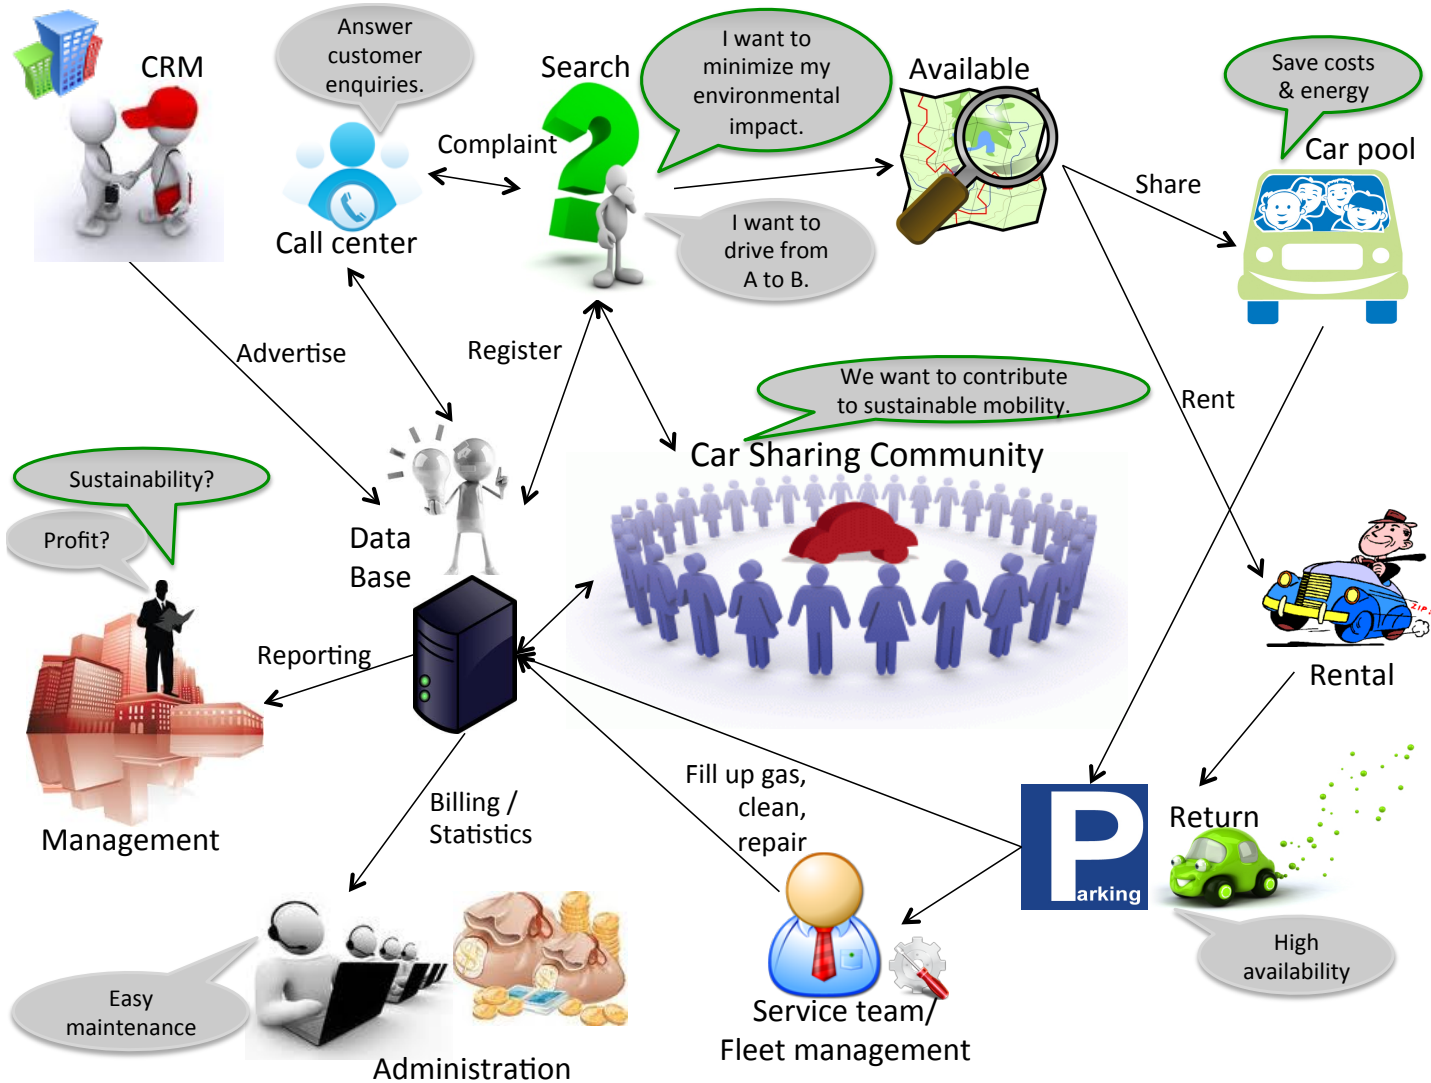 CRM
Answer
customer
enquiries.
Search
I want to
minimize my
environmental
impact.
Available
Save costs
& energy
Car pool
Complaint
Share
Call center
I want to
drive from
A to B.
Advertise
Register
We want to contribute
to sustainable mobility.
Rent
Car Sharing Community
Sustainability?
Profit?
Data
Base
ZIP!
Reporting
Rental
Management
Billing /
Statistics
Fill up gas,
clean,
repair
P
arking
Return
High
availability
Easy
maintenance
Administration
Service team/
Fleet management